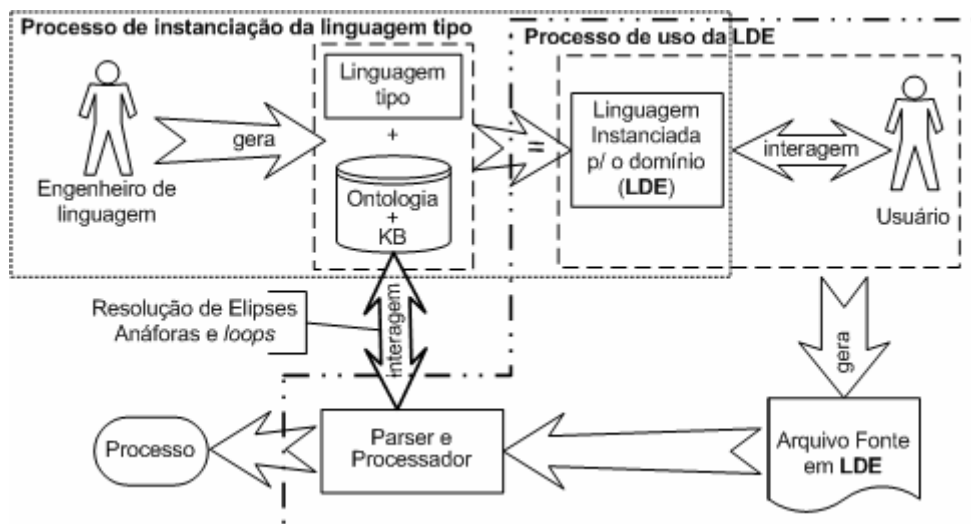 Processo de instanciação da linguagem tipo
Processo de uso da LDE
Engenheiro de
linguagem
gera
Linguagem
tipo
+
Ontologia
+
KB
=
Linguagem
Instanciada
p/ o domínio
(LDE)
interagem
Usuário
Resolução de Elipses
Anáforas e loops
interagem
gera
Processo
Parser e
Processador
Arquivo Fonte
em LDE